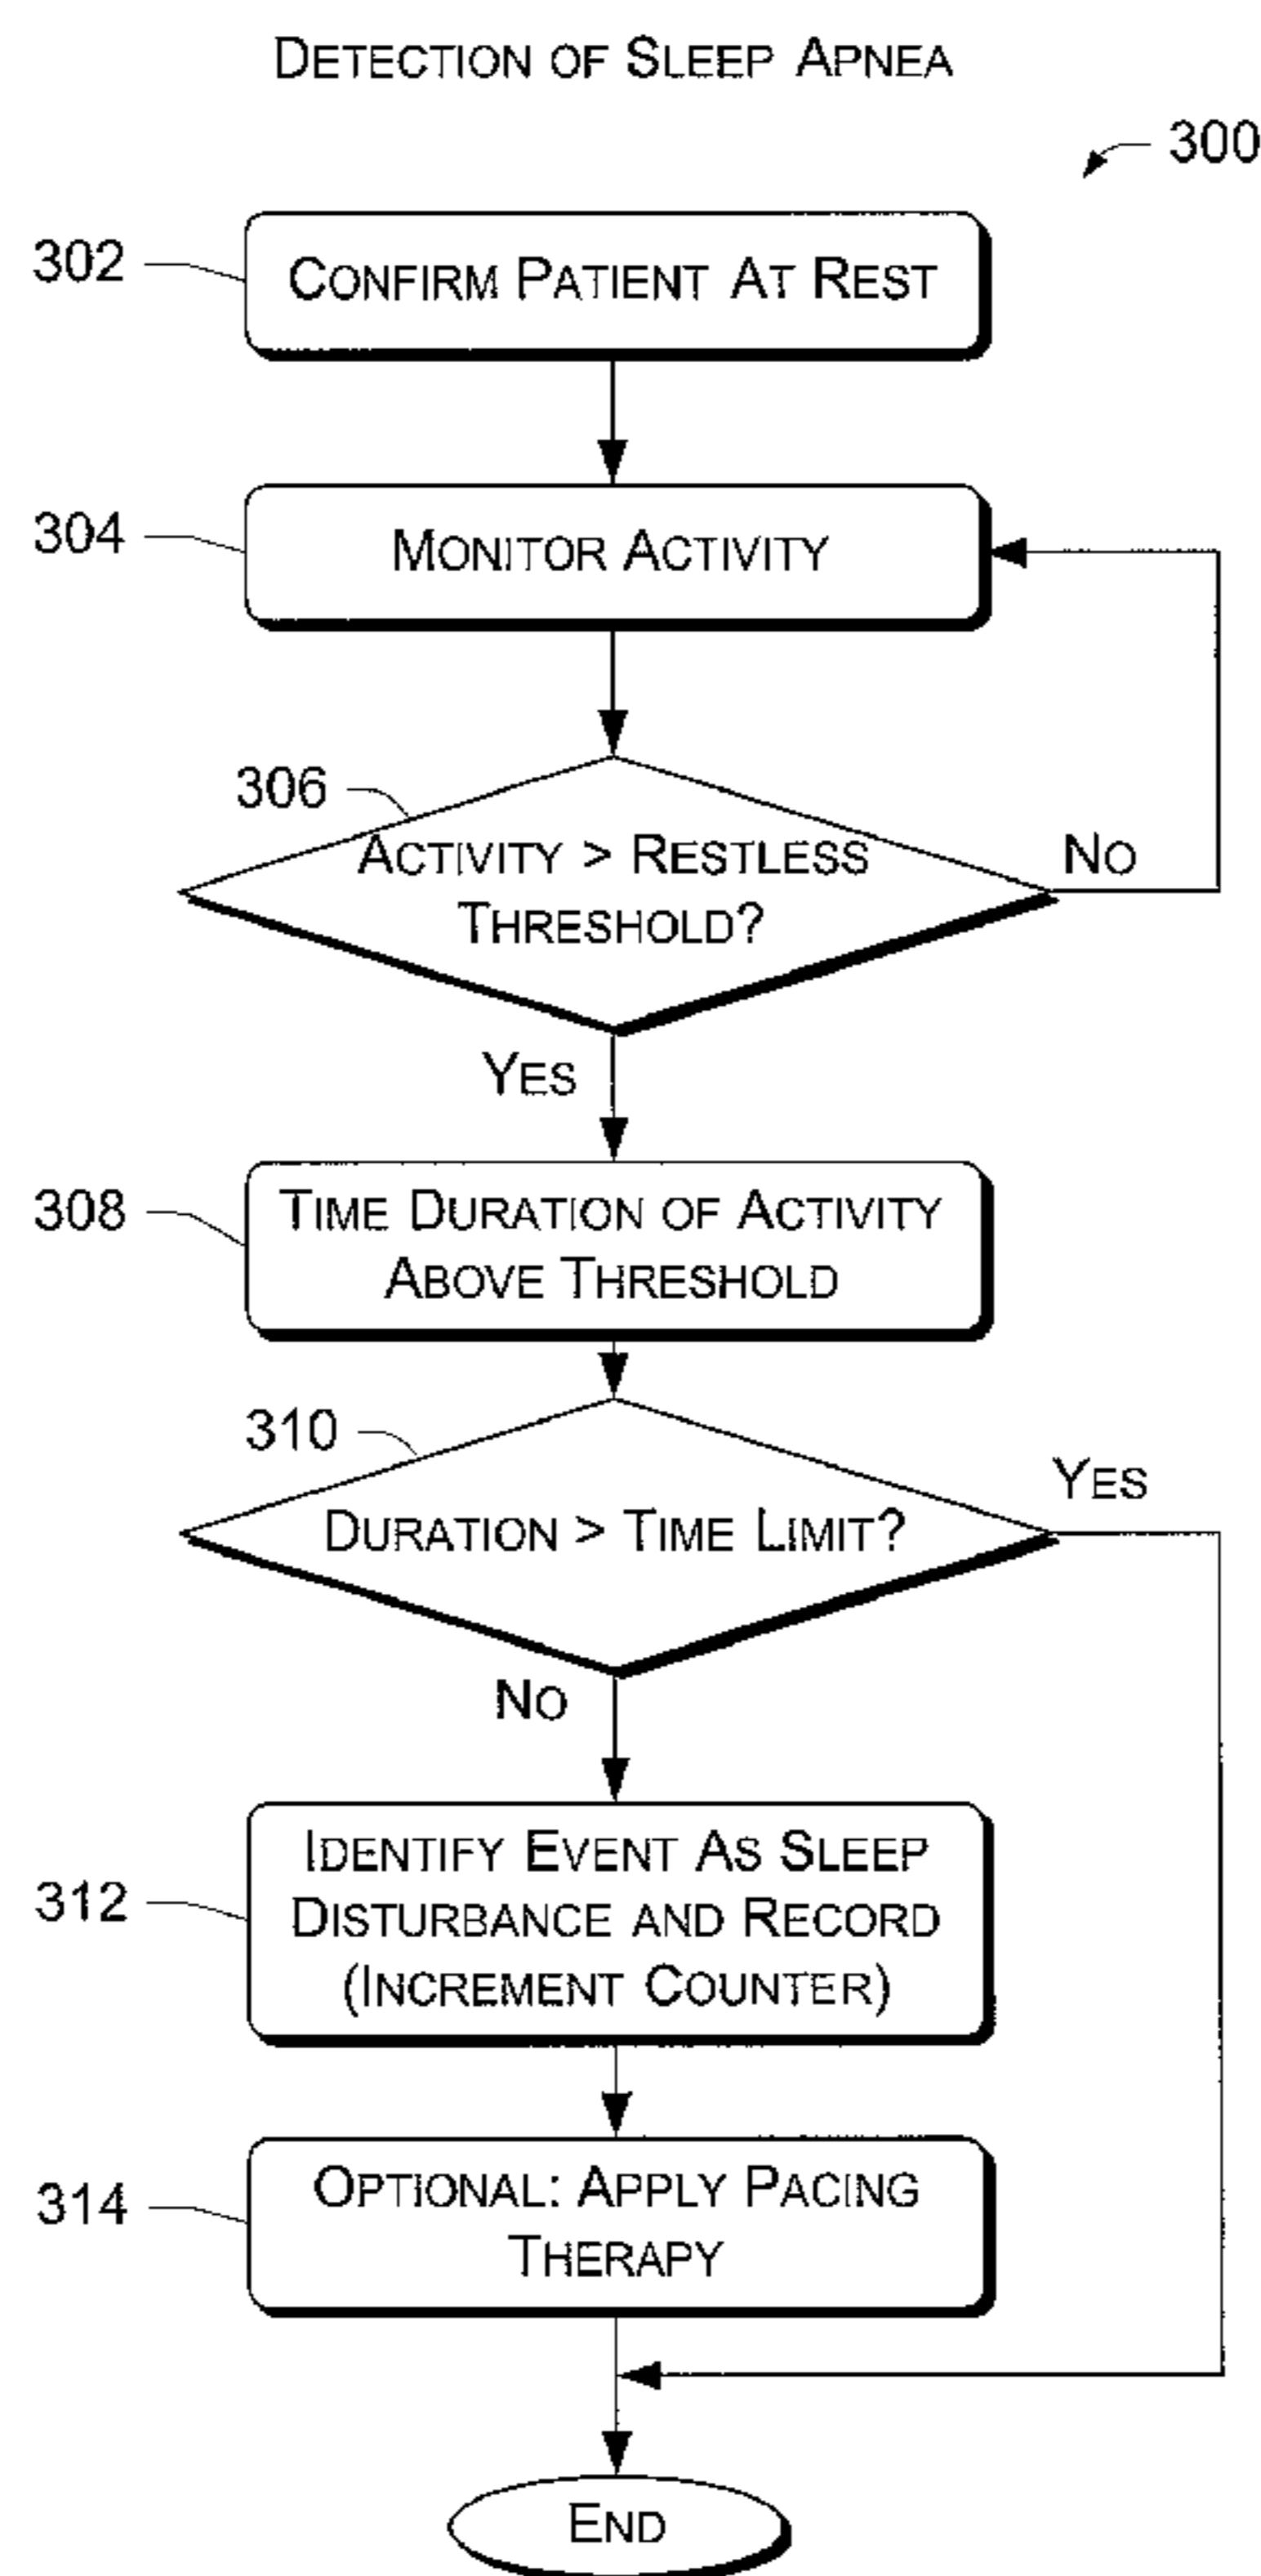 DETECTION OF SLEEP APNEA
300
302
CONFIRM PATIENT AT REST
304
MONITOR ACTIVITY
306
ACTIVITY > RESTLESS
THRESHOLD?
NO
YES
308
TIME DURATION OF ACTIVITY
ABOVE THRESHOLD
310
YES
DURATION > TIME LIMIT?
NO
312
IDENTIFY EVENT AS SLEEP
DISTURBANCE AND RECORD
(INCREMENT COUNTER)
314
OPTIONAL: APPLY PACING
THERAPY
END